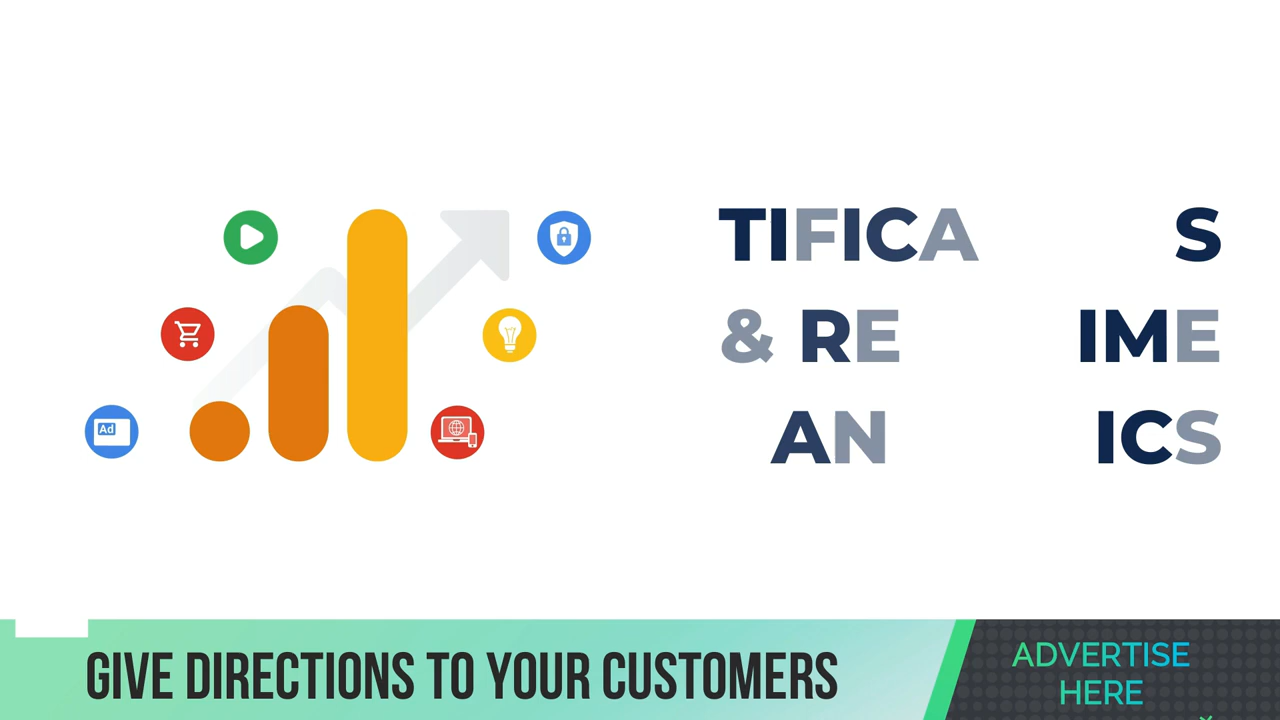 TIFICA S
& RE IME
AN ICS
Ad
GIVE DIRECTIONS TO YOUR CUSTOMERS
ADVERTISE
HERE